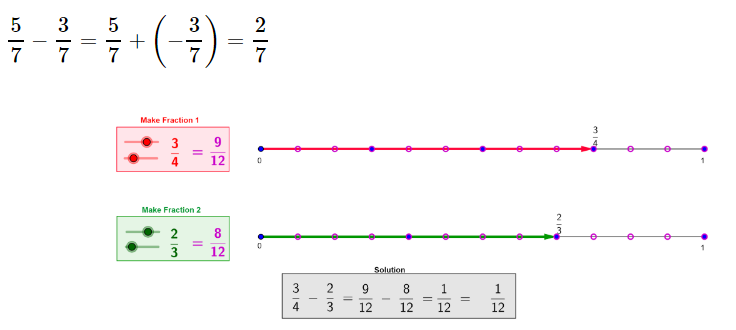 5/7 − 3/7 = 5/7 + (−3/7) = 2/7
Make Fraction 1
3/4 = 9/12
3/4
0 1
Make Fraction 2
2/3 = 8/12
2/3
0 1
Solution
3/4 − 2/3 = 9/12 − 8/12 = 1/12 = 1/12